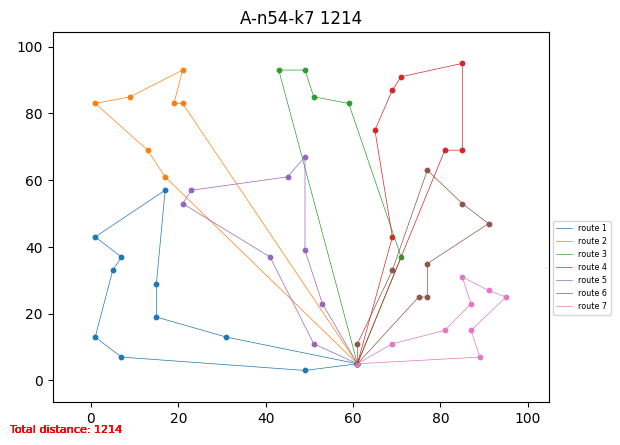 A-n54-k7 1214
100
80
60
40
20
0
0 20 40 60 80 100
route 1
route 2
route 3
route 4
route 5
route 6
route 7
Total distance: 1214